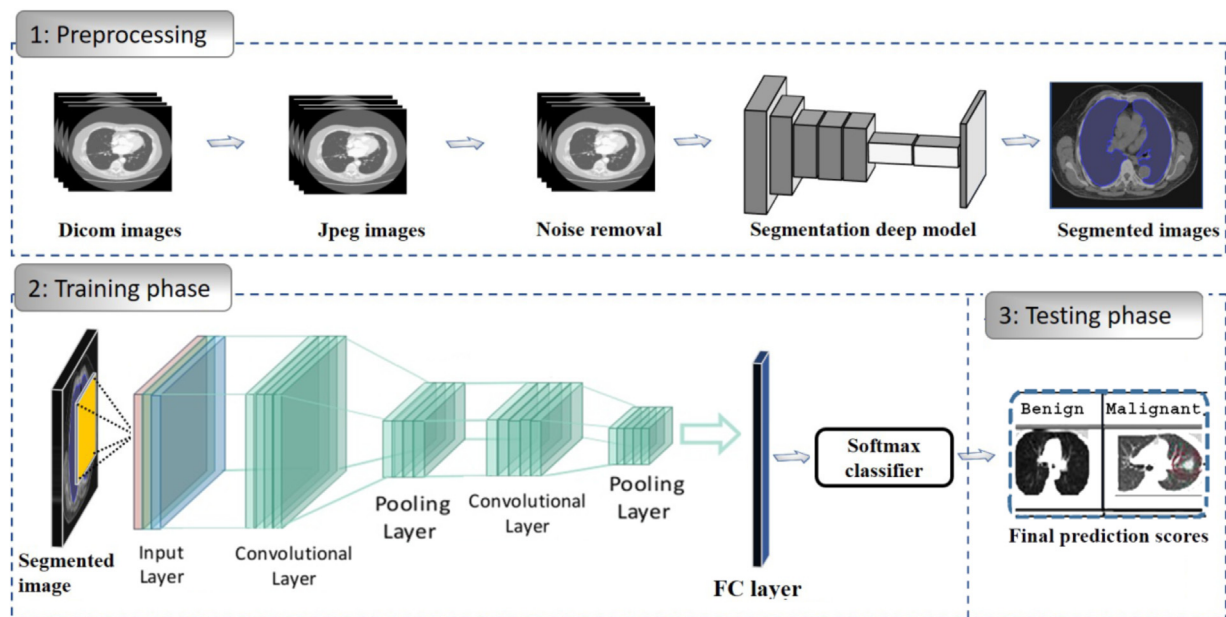 1: Preprocessing
Dicom images
Jpeg images
Noise removal
Segmentation deep model
Segmented images
2: Training phase
3: Testing phase
Segmented
image
Input
Layer
Convolutional
Layer
Pooling
Layer
Convolutional
Layer
Pooling
Layer
FC layer
Softmax
classifier
Benign
Malignant
Final prediction scores